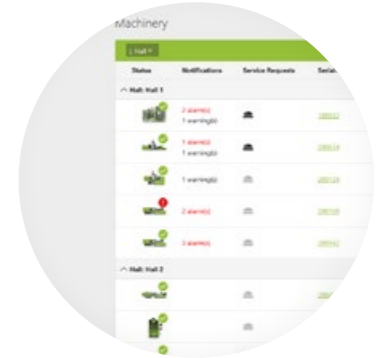 Machinery
Hall
Status Notifications Service Requests Serial
Hall: Hall 1
2 alarm(s)
1 warning(s)
1 alarm(s)
1 warning(s)
1 warning(s)
2 alarm(s)
3 alarm(s)
Hall: Hall 2